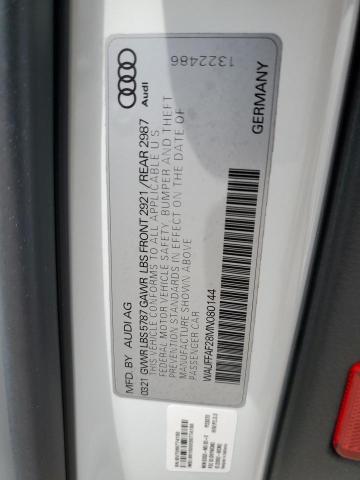 MFD. BY AUDI AG
0321 GVWR LBS 5787 GAWR LBS FRONT 2921 /REAR 2987
THIS VEHICLE CONFORMS TO ALL APPLICABLE U S
FEDERAL MOTOR VEHICLE SAFETY, BUMPER AND THEFT
PREVENTION STANDARDS IN EFFECT ON THE DATE OF
MANUFACTURE SHOWN ABOVE
PASSENGER CAR
WAUFFAF28MN080144
Audi
1322486
GERMANY